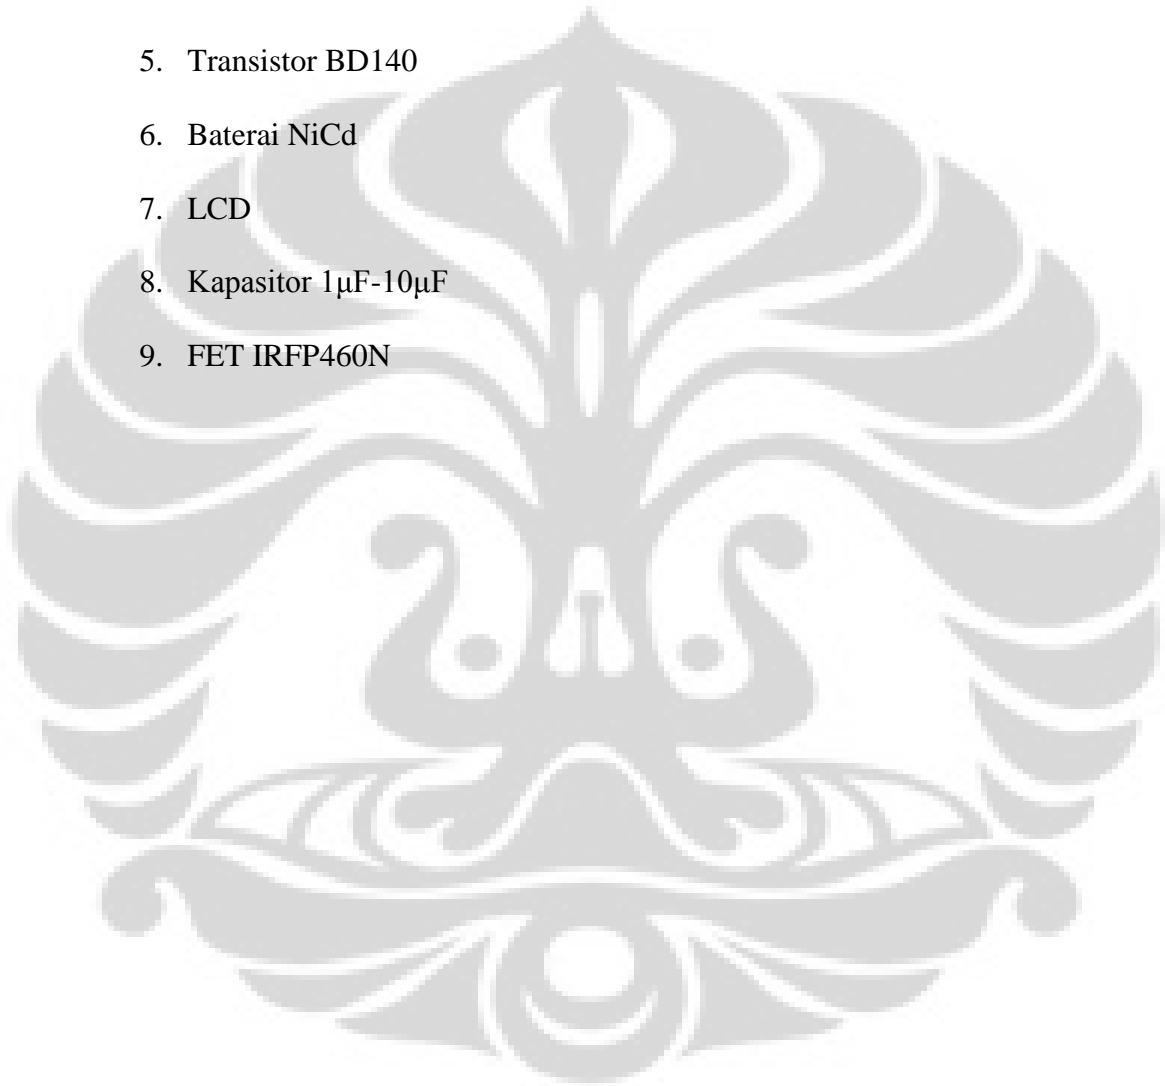 5. Transistor BD140
6. Baterai NiCd
7. LCD
8. Kapasitor 1μF-10μF
9. FET IRFP460N